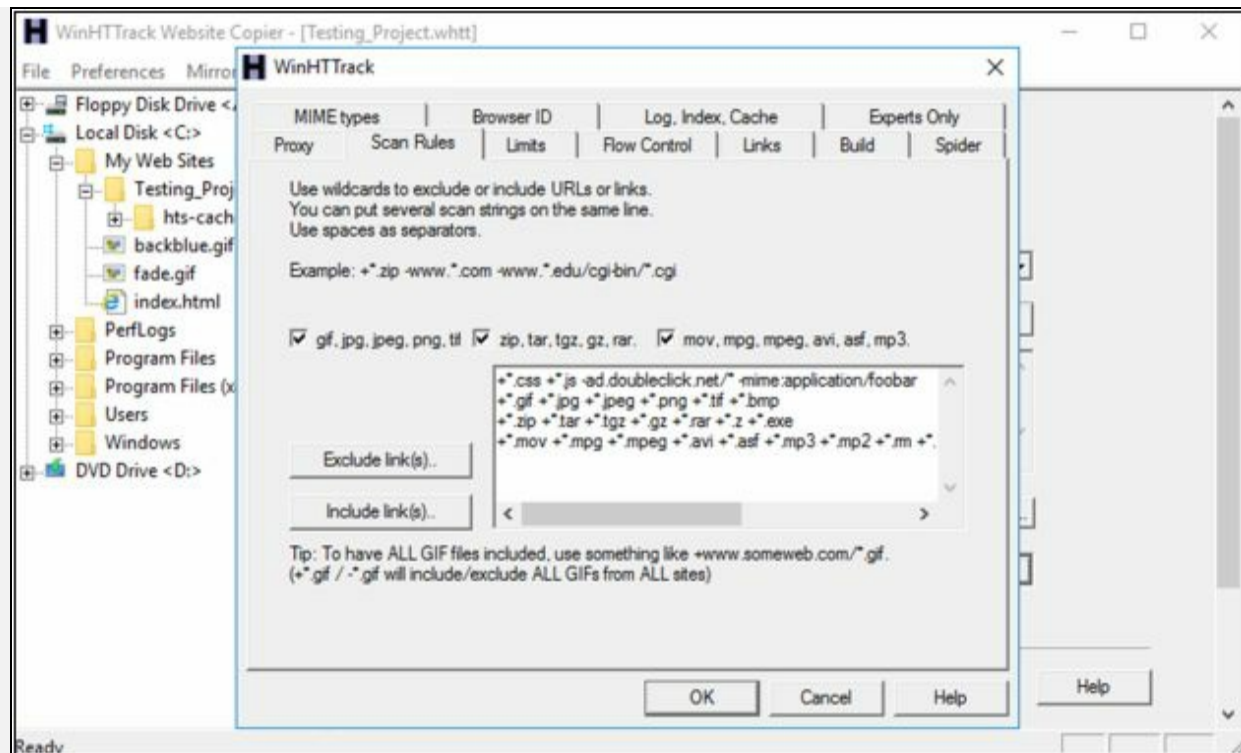 WinHTTrack Website Copier - [Testing_Project.whtt]
File Preferences Mirror
Floppy Disk Drive <
Local Disk <C:>
My Web Sites
Testing_Proj
hts-cach
backblue.gif
fade.gif
index.html
PerfLogs
Program Files
Program Files (x
Users
Windows
DVD Drive <D:>
WinHTTrack
MIME types Browser ID Log, Index, Cache Experts Only
Proxy Scan Rules Limits Flow Control Links Build Spider
Use wildcards to exclude or include URLs or links.
You can put several scan strings on the same line.
Use spaces as separators.
Example: +*.zip -www.*.com -www.*.edu/cgi-bin/*.cgi
gif, jpg, jpeg, png, tif zip, tar, tgz, gz, rar. mov, mpg, mpeg, avi, asf, mp3.
+*.css +*.js -ad.doubleclick.net/* -mime:application/foobar
+*.gif +*.jpg +*.jpeg +*.png +*.tif +*.bmp
+*.zip +*.tar +*.tgz +*.gz +*.rar +*.z +*.exe
+*.mov +*.mpg +*.mpeg +*.avi +*.asf +*.mp3 +*.mp2 +*.rm +*.
Exclude link(s)..
Include link(s)..
Tip: To have ALL GIF files included, use something like +www.someweb.com/*.gif.
(+*.gif / -*.gif will include/exclude ALL GIFs from ALL sites)
OK Cancel Help
Help
Ready